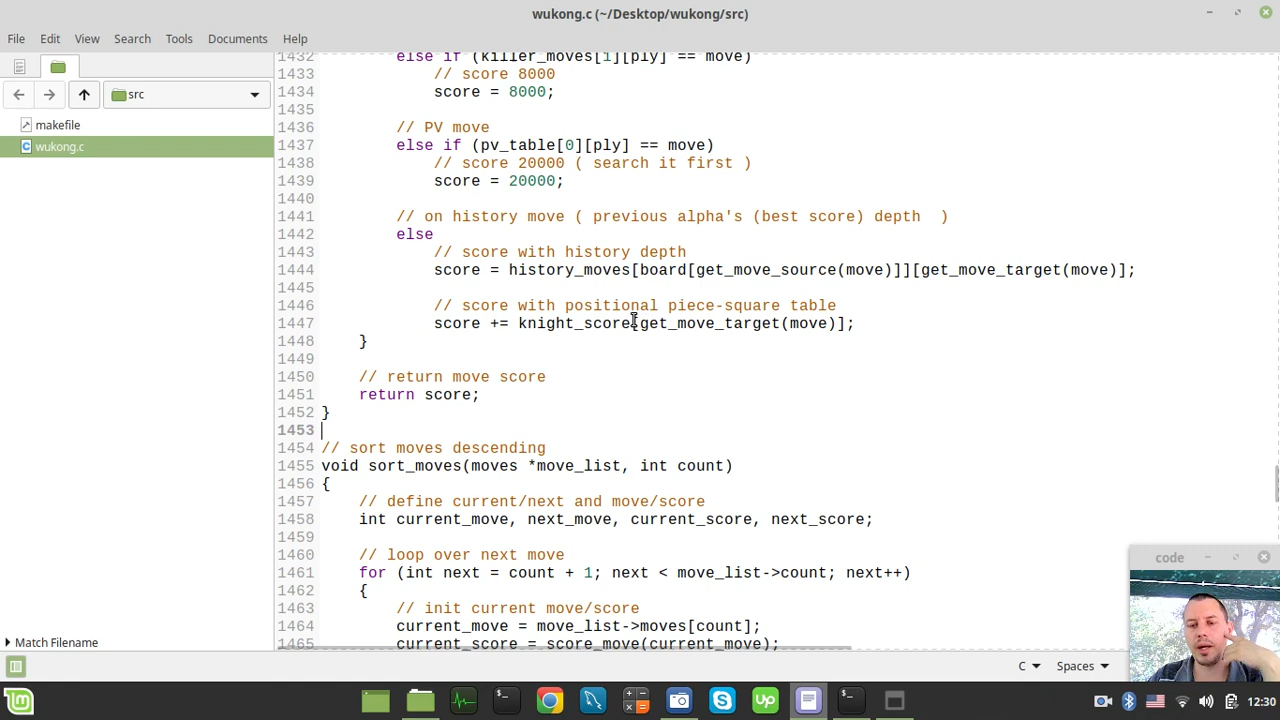 wukong.c (~/Desktop/wukong/src)
File Edit View Search Tools Documents Help
src
makefile
wukong.c
Match Filename
1432 else if (killer_moves[1][ply] == move)
1433 // score 8000
1434 score = 8000;
1435
1436 // PV move
1437 else if (pv_table[0][ply] == move)
1438 // score 20000 ( search it first )
1439 score = 20000;
1440
1441 // on history move ( previous alpha's (best score) depth  )
1442 else
1443 // score with history depth
1444 score = history_moves[board[get_move_source(move)]][get_move_target(move)];
1445
1446 // score with positional piece-square table
1447 score += knight_score[get_move_target(move)];
1448 }
1449
1450 // return move score
1451 return score;
1452 }
1453
1454 // sort moves descending
1455 void sort_moves(moves *move_list, int count)
1456 {
1457 // define current/next and move/score
1458 int current_move, next_move, current_score, next_score;
1459
1460 // loop over next move
1461 for (int next = count + 1; next < move_list->count; next++)
1462 {
1463 // init current move/score
1464 current_move = move_list->moves[count];
1465 current_score = score_move(current_move);
code
C Spaces
Up
12:30